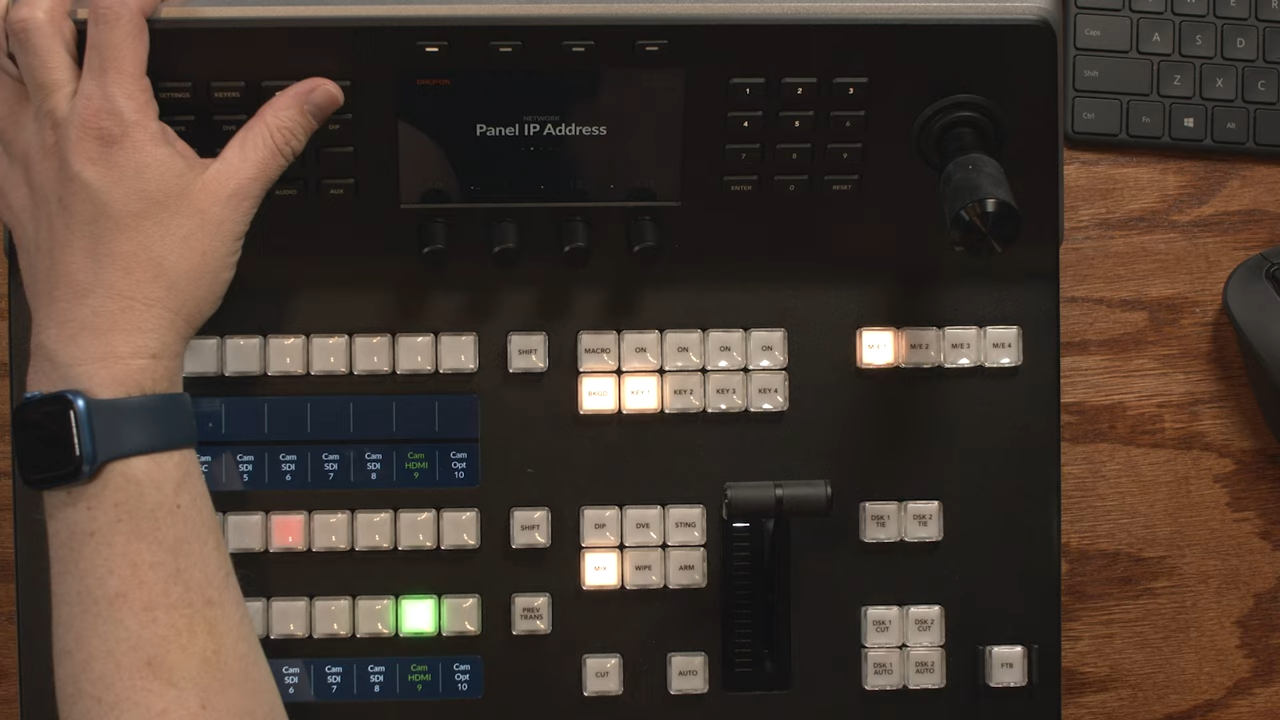 Caps A S D
Shift Z X C
Ctrl Fn Alt
SETTINGS KEYERS
DIP
AUDIO AUX
NETWORK
Panel IP Address
1 2 3
4 5 6
7 8 9
ENTER 0 RESET
SHIFT
MACRO ON ON ON ON
BKGD KEY 1 KEY 2 KEY 3 KEY 4
M/E 1 M/E 2 M/E 3 M/E 4
Cam SDI 5
Cam SDI 6
Cam SDI 7
Cam SDI 8
Cam HDMI 9
Cam Opt 10
SHIFT
DIP DVE STING
MIX WIPE ARM
DSK 1 TIE
DSK 2 TIE
PREV TRANS
CUT AUTO
DSK 1 CUT
DSK 2 CUT
DSK 1 AUTO
DSK 2 AUTO
FTB
Cam SDI 6
Cam SDI 7
Cam SDI 8
Cam HDMI 9
Cam Opt 10